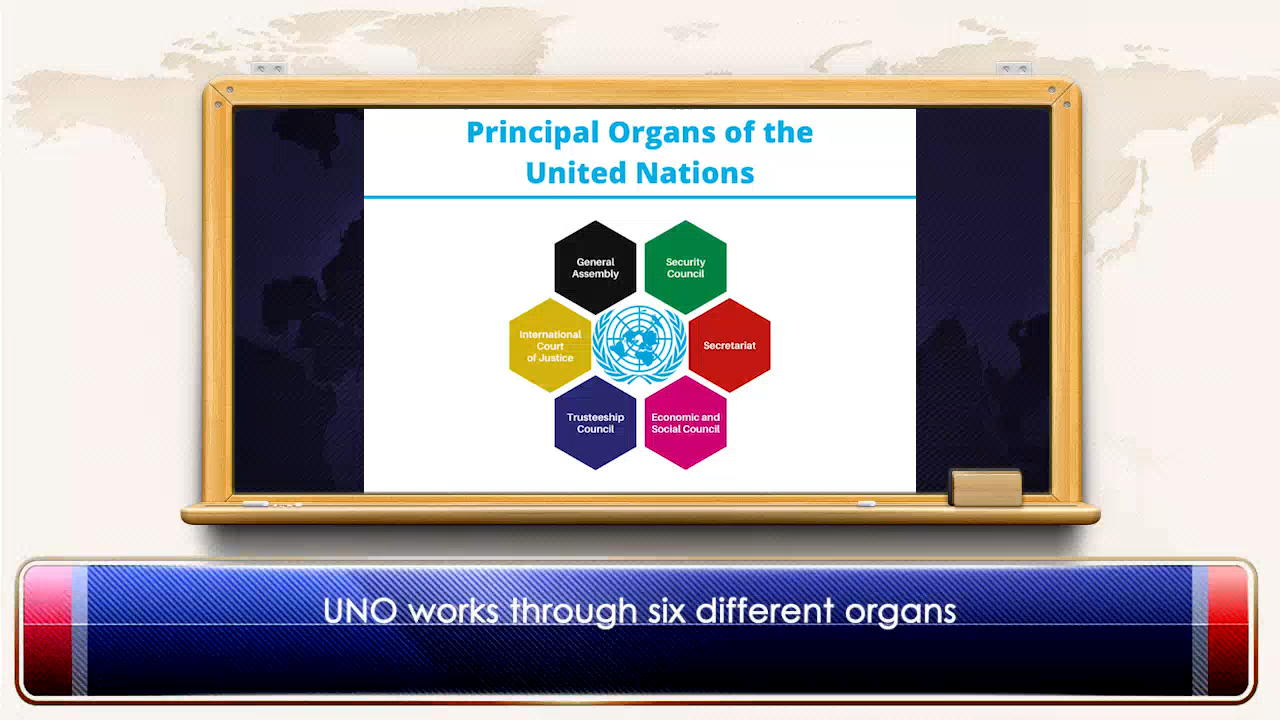 Principal Organs of the
United Nations
General
Assembly
Security
Council
International
Court
of Justice
Secretariat
Trusteeship
Council
Economic and
Social Council
UNO works through six different organs